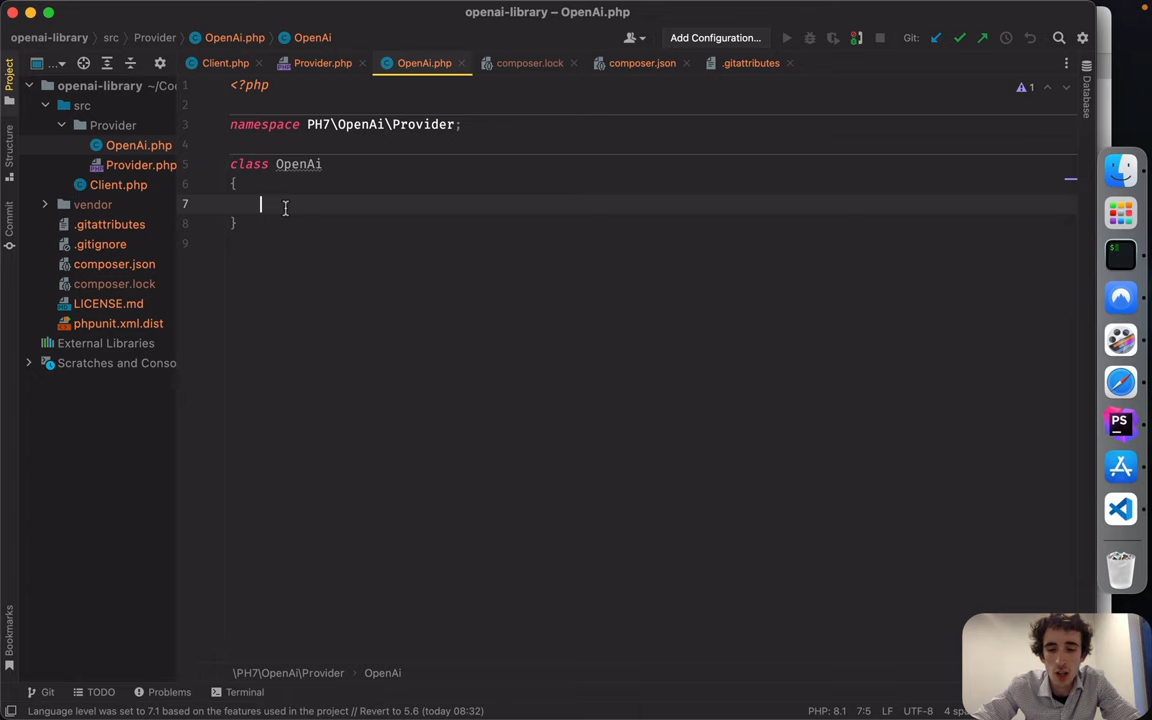 openai-library – OpenAi.php
openai-library › src › Provider › OpenAi.php › OpenAi
Add Configuration...
Git:
Project
... 
Client.php
Provider.php
OpenAi.php
composer.lock
composer.json
.gitattributes
openai-library ~/Coc
src
Provider
OpenAi.php
Provider.php
Client.php
vendor
.gitattributes
.gitignore
composer.json
composer.lock
LICENSE.md
phpunit.xml.dist
External Libraries
Scratches and Conso
Structure
Commit
Bookmarks
1 <?php
2
3 namespace PH7\OpenAi\Provider;
4
5 class OpenAi
6 {
7
8 }
9
1
Database
$
PS
\PH7\OpenAi\Provider › OpenAi
Git
TODO
Problems
Terminal
Language level was set to 7.1 based on the features used in the project // Revert to 5.6 (today 08:32)
PHP: 8.1 7:5 LF UTF-8 4 spa